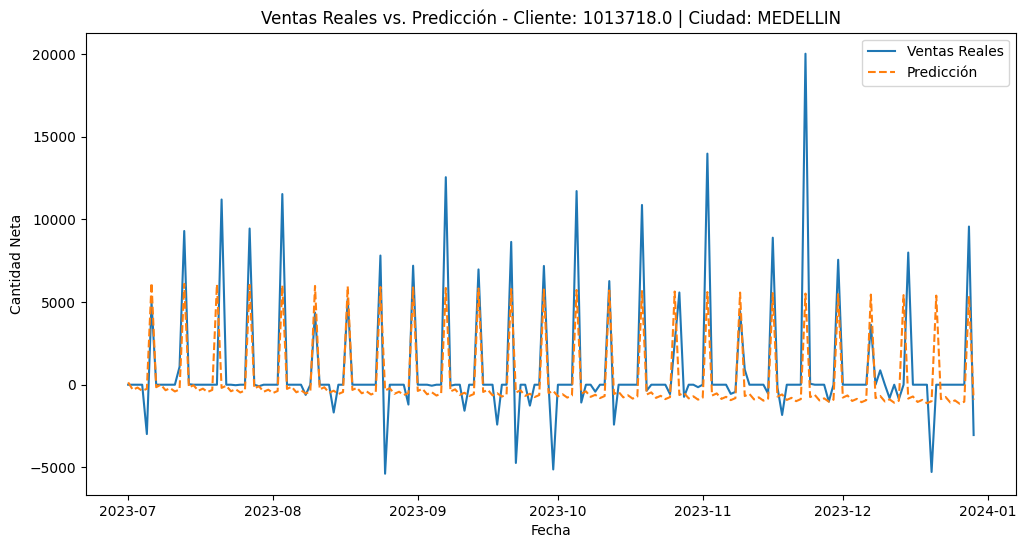 Ventas Reales vs. Predicción - Cliente: 1013718.0 | Ciudad: MEDELLIN
Ventas Reales
Predicción
Cantidad Neta
20000
15000
10000
5000
0
−5000
2023-07
2023-08
2023-09
2023-10
2023-11
2023-12
2024-01
Fecha